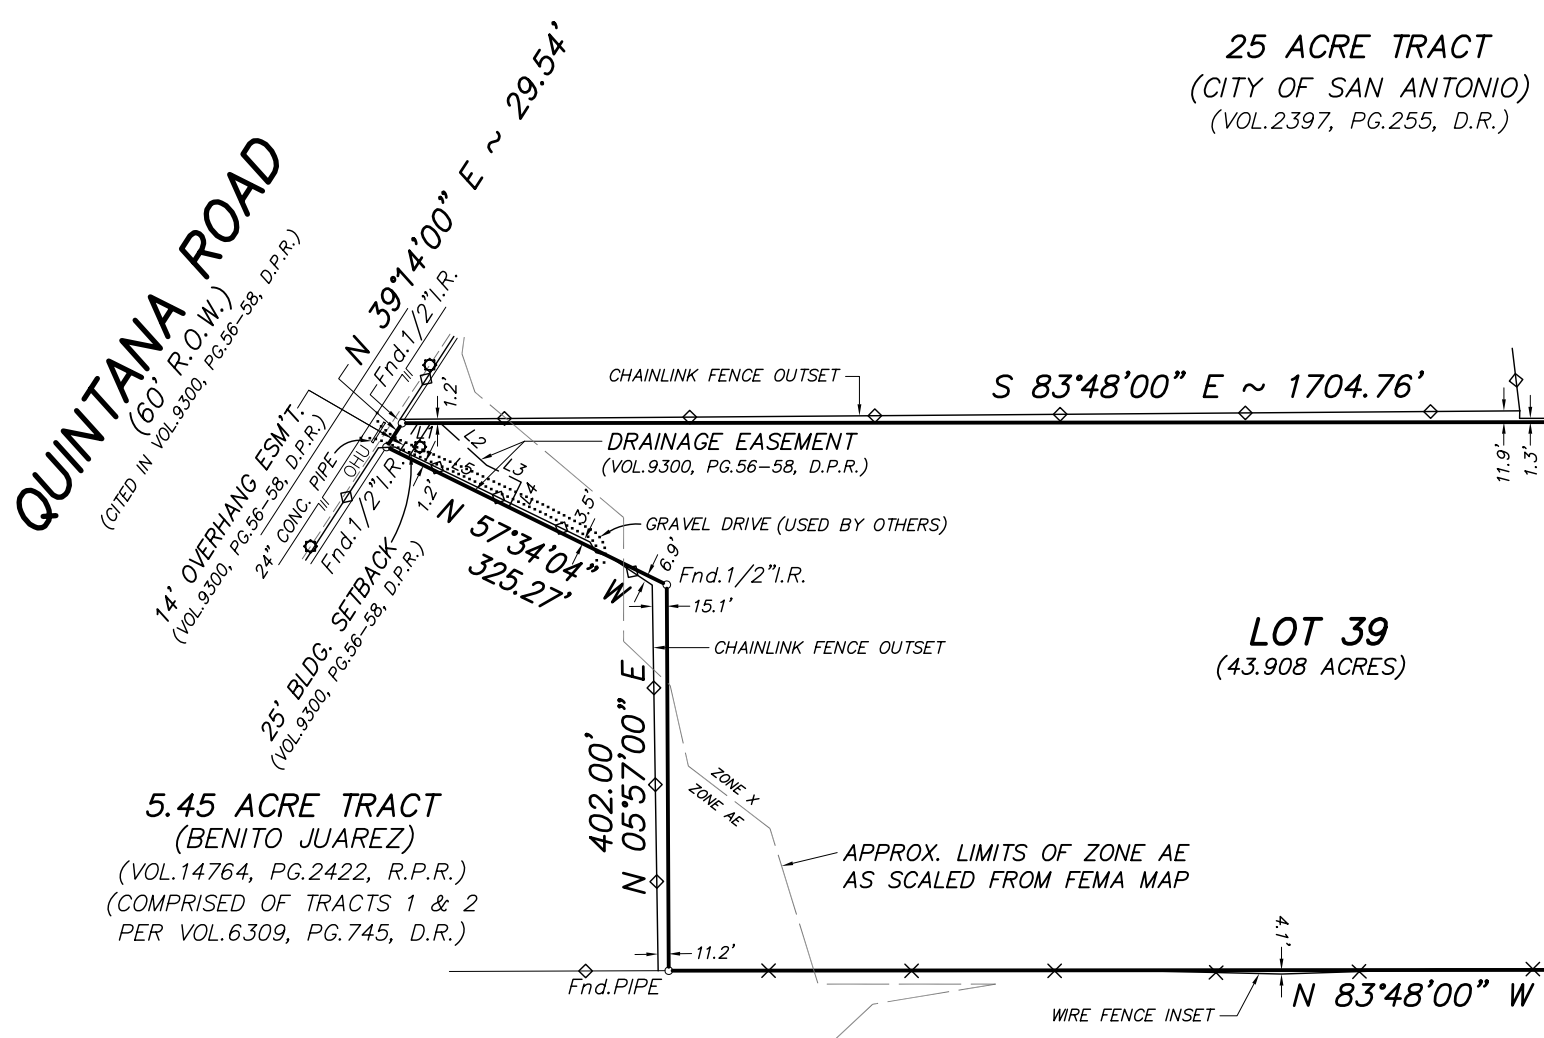 25 ACRE TRACT
(CITY OF SAN ANTONIO)
(VOL.2397, PG.255, D.R.)
QUINTANA ROAD
(60' R.O.W.)
(CITED IN VOL.9300, PG.56-58, D.P.R.)
N 39°14'00" E ~ 29.54'
Fnd.1/2"I.R.
1.2'
CHAINLINK FENCE OUTSET
S 83°48'00" E ~ 1704.76'
11.9'
1.3'
14' OVERHANG ESM'T.
(VOL.9300, PG.56-58, D.P.R.)
24" CONC. PIPE
OHU
Fnd.1/2"I.R.
L2
L3
L4
L5
DRAINAGE EASEMENT
(VOL.9300, PG.56-58, D.P.R.)
1.2'
3.5'
GRAVEL DRIVE (USED BY OTHERS)
N 57°34'04" W
325.27'
6.9'
Fnd.1/2"I.R.
15.1'
25' BLDG. SETBACK
(VOL.9300, PG.56-58, D.P.R.)
CHAINLINK FENCE OUTSET
LOT 39
(43.908 ACRES)
402.00'
N 05°57'00" E
ZONE X
ZONE AE
5.45 ACRE TRACT
(BENITO JUAREZ)
(VOL.14764, PG.2422, R.P.R.)
(COMPRISED OF TRACTS 1 & 2
PER VOL.6309, PG.745, D.R.)
APPROX. LIMITS OF ZONE AE
AS SCALED FROM FEMA MAP
11.2'
4.1'
Fnd.PIPE
WIRE FENCE INSET
N 83°48'00" W